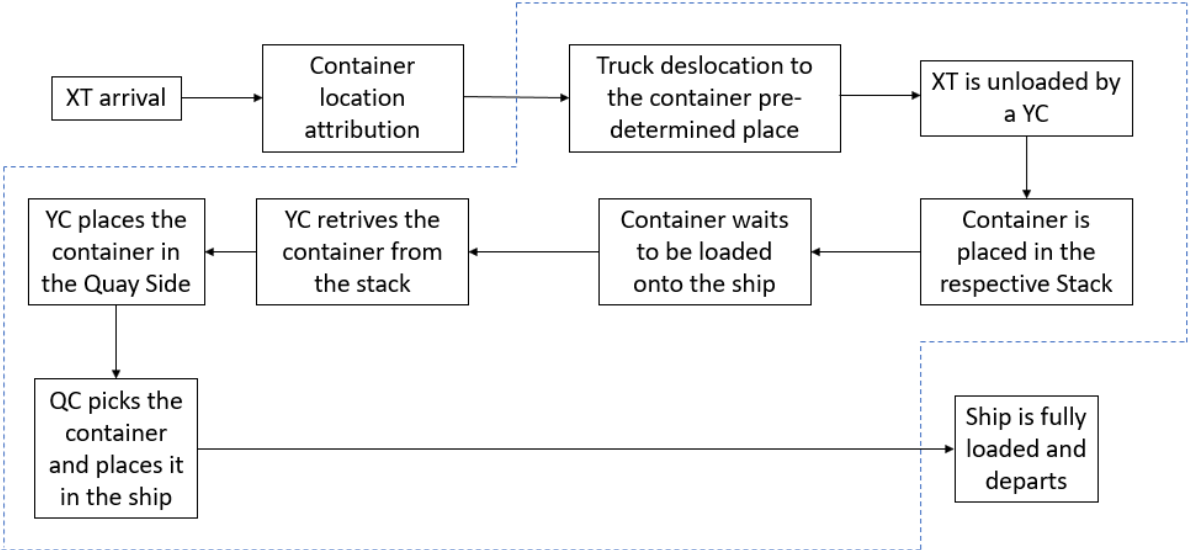 XT arrival
Container
location
attribution
Truck deslocation to
the container pre-
determined place
XT is unloaded by
a YC
Container is
placed in the
respective Stack
Container waits
to be loaded
onto the ship
YC retrives the
container from
the stack
YC places the
container in
the Quay Side
QC picks the
container
and places it
in the ship
Ship is fully
loaded and
departs